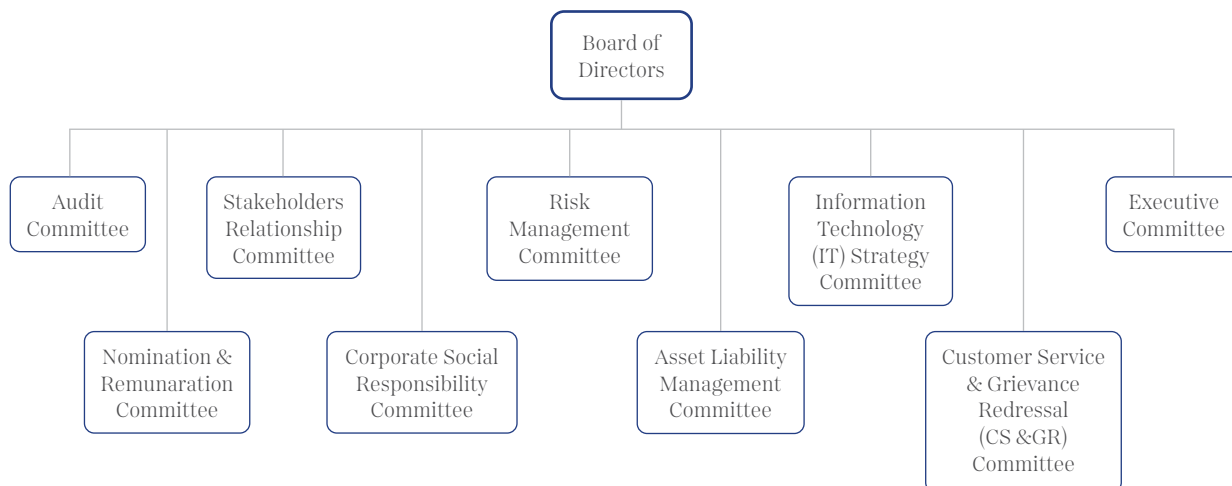 Board of
Directors
Audit
Committee
Stakeholders
Relationship
Committee
Risk
Management
Committee
Information
Technology
(IT) Strategy
Committee
Executive
Committee
Nomination &
Remunaration
Committee
Corporate Social
Responsibility
Committee
Asset Liability
Management
Committee
Customer Service
& Grievance
Redressal
(CS &GR)
Committee